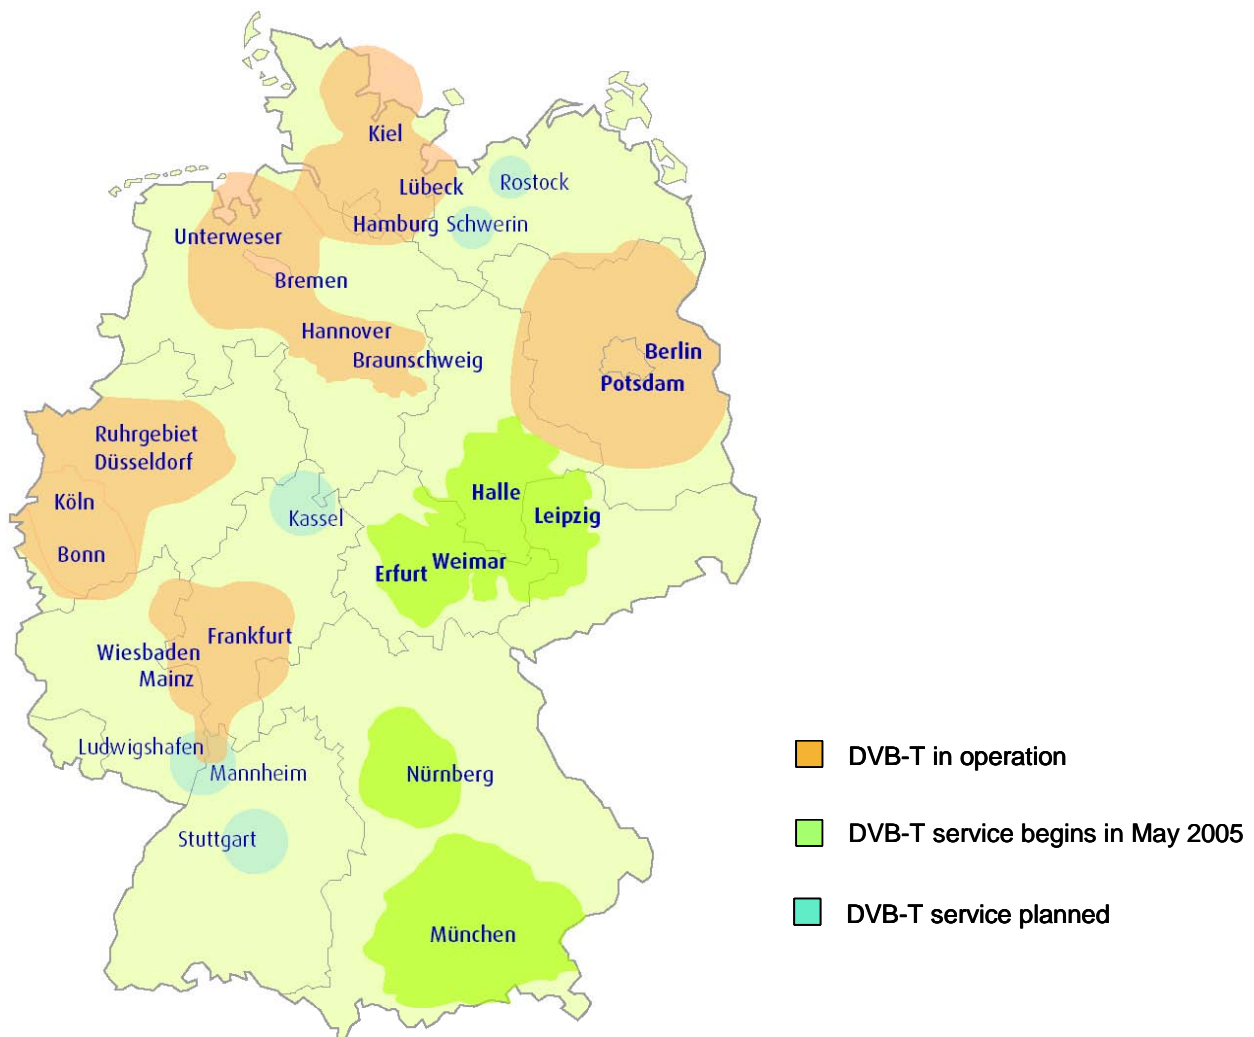 Kiel
Lübeck
Rostock
Hamburg Schwerin
Unterweser
Bremen
Hannover
Braunschweig
Berlin
Potsdam
Ruhrgebiet
Düsseldorf
Köln
Bonn
Kassel
Halle
Leipzig
Weimar
Erfurt
Frankfurt
Wiesbaden
Mainz
Ludwigshafen
Mannheim
Nürnberg
Stuttgart
München
DVB-T in operation
DVB-T service begins in May 2005
DVB-T service planned